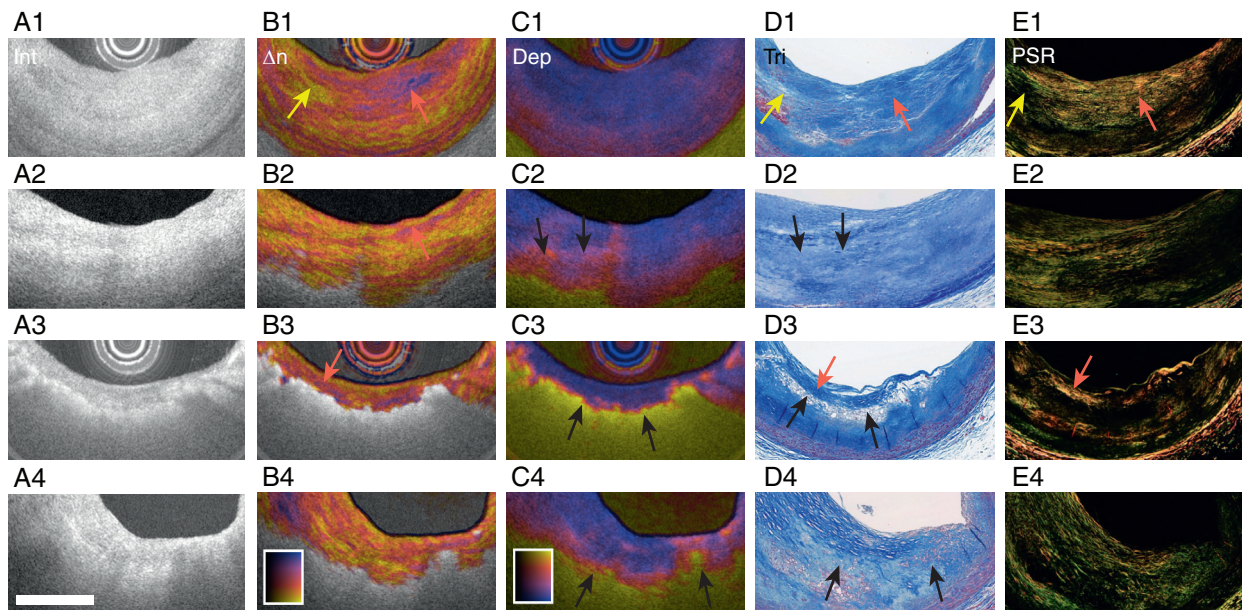 A1 B1 C1 D1 E1
Int Δn Dep Tri PSR
A2 B2 C2 D2 E2
A3 B3 C3 D3 E3
A4 B4 C4 D4 E4